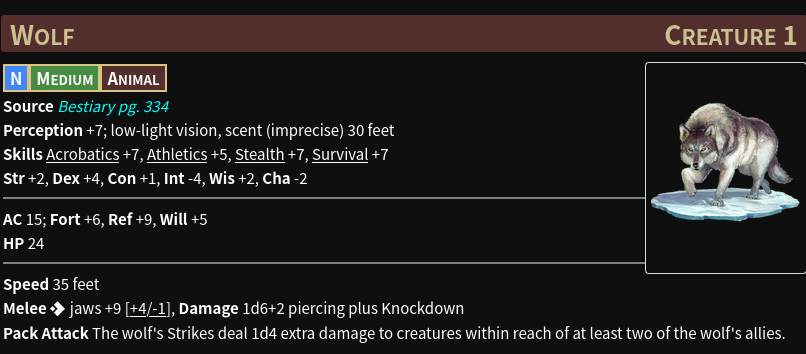 Wolf Creature 1
N Medium Animal
Source Bestiary pg. 334
Perception +7; low-light vision, scent (imprecise) 30 feet
Skills Acrobatics +7, Athletics +5, Stealth +7, Survival +7
Str +2, Dex +4, Con +1, Int -4, Wis +2, Cha -2
AC 15; Fort +6, Ref +9, Will +5
HP 24
Speed 35 feet
Melee jaws +9 [+4/-1], Damage 1d6+2 piercing plus Knockdown
Pack Attack The wolf's Strikes deal 1d4 extra damage to creatures within reach of at least two of the wolf's allies.